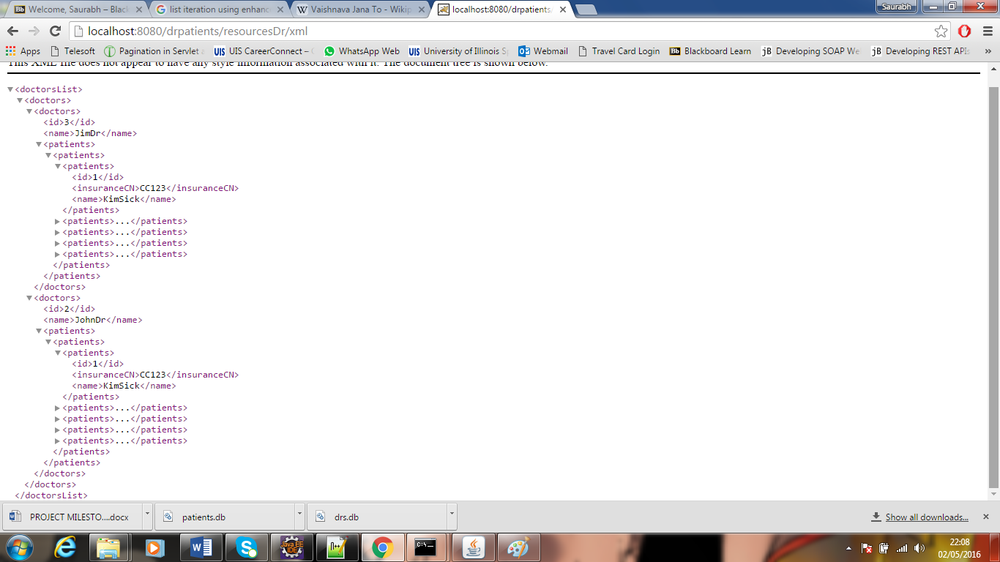 Saurabh
Welcome, Saurabh – Black
list iteration using enhanc
Vaishnava Jana To - Wikip
localhost:8080/drpatients/
localhost:8080/drpatients/resourcesDr/xml
Apps Telesoft Pagination in Servlet a UIS CareerConnect – C WhatsApp Web University of Illinois Sp Webmail Travel Card Login Blackboard Learn Developing SOAP We Developing REST APIs »
This XML file does not appear to have any style information associated with it. The document tree is shown below.
▼<doctorsList>
▼<doctors>
▼<doctors>
<id>3</id>
<name>JimDr</name>
▼<patients>
▼<patients>
▼<patients>
<id>1</id>
<insuranceCN>CC123</insuranceCN>
<name>KimSick</name>
</patients>
▶<patients>...</patients>
▶<patients>...</patients>
▶<patients>...</patients>
▶<patients>...</patients>
</patients>
</patients>
</doctors>
▼<doctors>
<id>2</id>
<name>JohnDr</name>
▼<patients>
▼<patients>
▼<patients>
<id>1</id>
<insuranceCN>CC123</insuranceCN>
<name>KimSick</name>
</patients>
▶<patients>...</patients>
▶<patients>...</patients>
▶<patients>...</patients>
▶<patients>...</patients>
</patients>
</patients>
</doctors>
</doctors>
</doctorsList>
PROJECT MILESTO....docx patients.db drs.db Show all downloads...
Java EE
IDE
22:08
02/05/2016